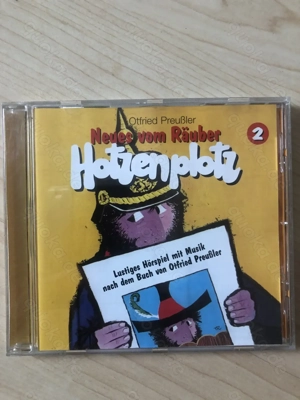 Otfried Preußler
Neues vom Räuber
2
Hotzenplotz
Lustiges Hörspiel mit Musik
nach dem Buch von Otfried Preußler